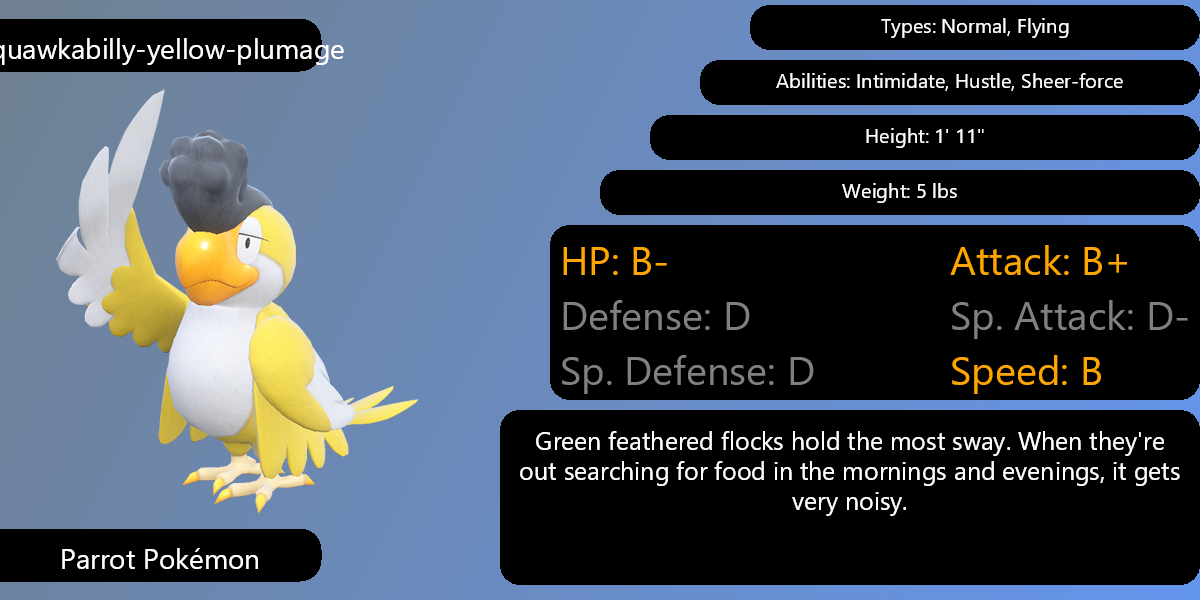 quawkabilly-yellow-plumage
Types: Normal, Flying
Abilities: Intimidate, Hustle, Sheer-force
Height: 1' 11"
Weight: 5 lbs
HP: B-
Attack: B+
Defense: D
Sp. Attack: D-
Sp. Defense: D
Speed: B
Green feathered flocks hold the most sway. When they're
out searching for food in the mornings and evenings, it gets
very noisy.
Parrot Pokémon